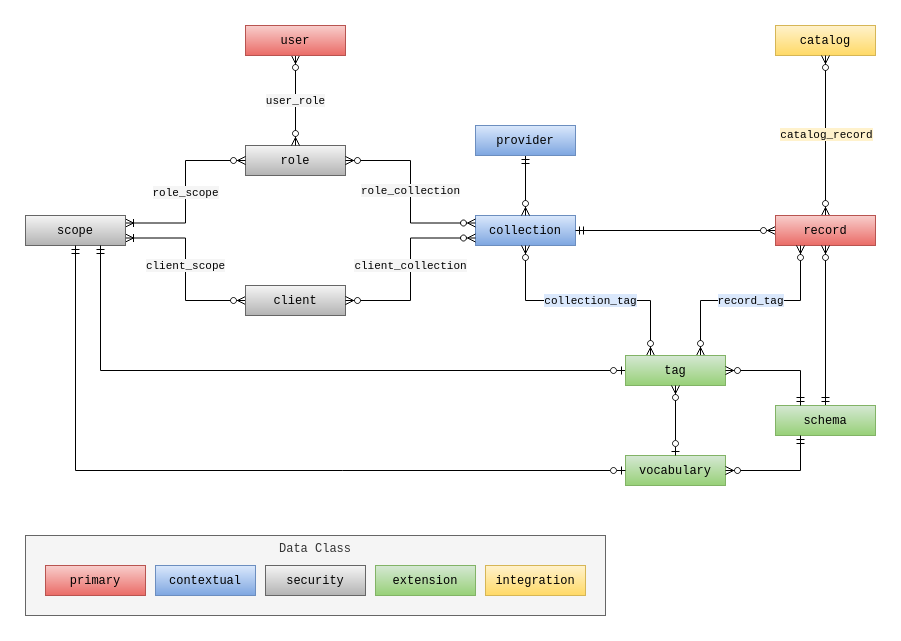 user
catalog
user_role
provider
catalog_record
role
role_scope
role_collection
scope
collection
record
client_scope
client_collection
client
collection_tag
record_tag
tag
schema
vocabulary
Data Class
primary
contextual
security
extension
integration